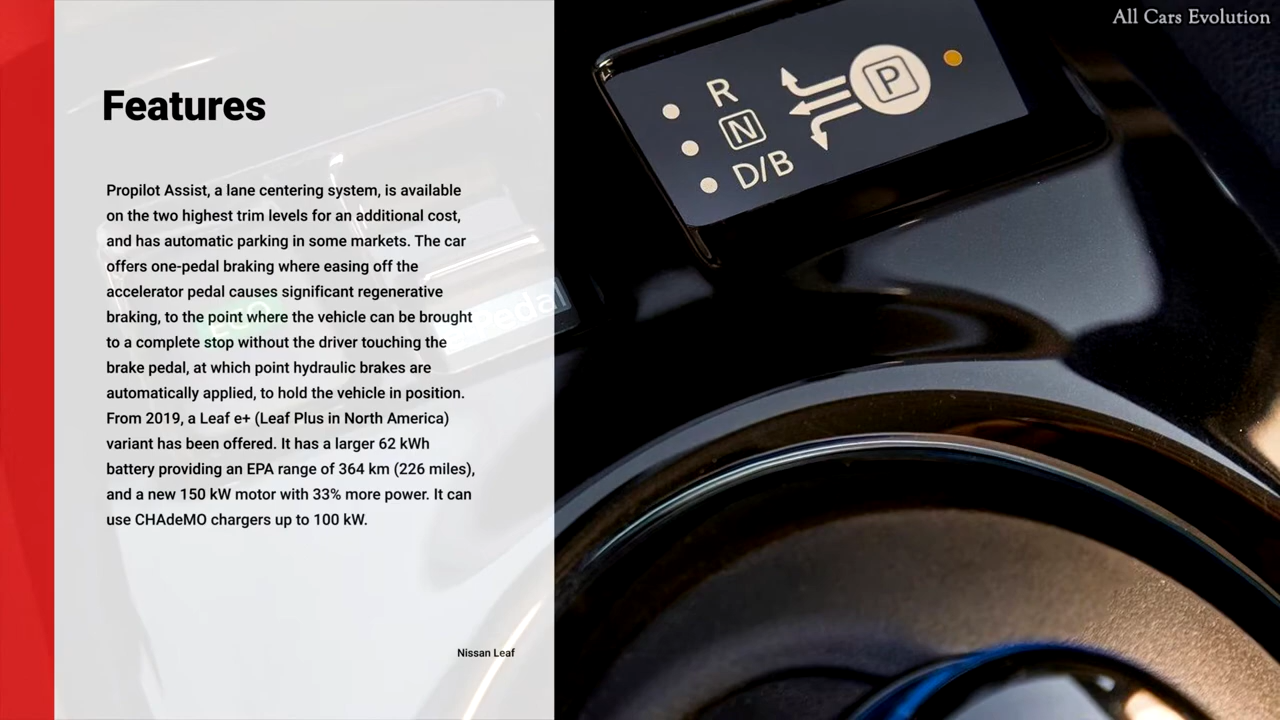 All Cars Evolution
Features
Propilot Assist, a lane centering system, is available
on the two highest trim levels for an additional cost,
and has automatic parking in some markets. The car
offers one-pedal braking where easing off the
accelerator pedal causes significant regenerative
braking, to the point where the vehicle can be brought
to a complete stop without the driver touching the
brake pedal, at which point hydraulic brakes are
automatically applied, to hold the vehicle in position.
From 2019, a Leaf e+ (Leaf Plus in North America)
variant has been offered. It has a larger 62 kWh
battery providing an EPA range of 364 km (226 miles),
and a new 150 kW motor with 33% more power. It can
use CHAdeMO chargers up to 100 kW.
Nissan Leaf
R
N
D/B
P
ECO
Pedal